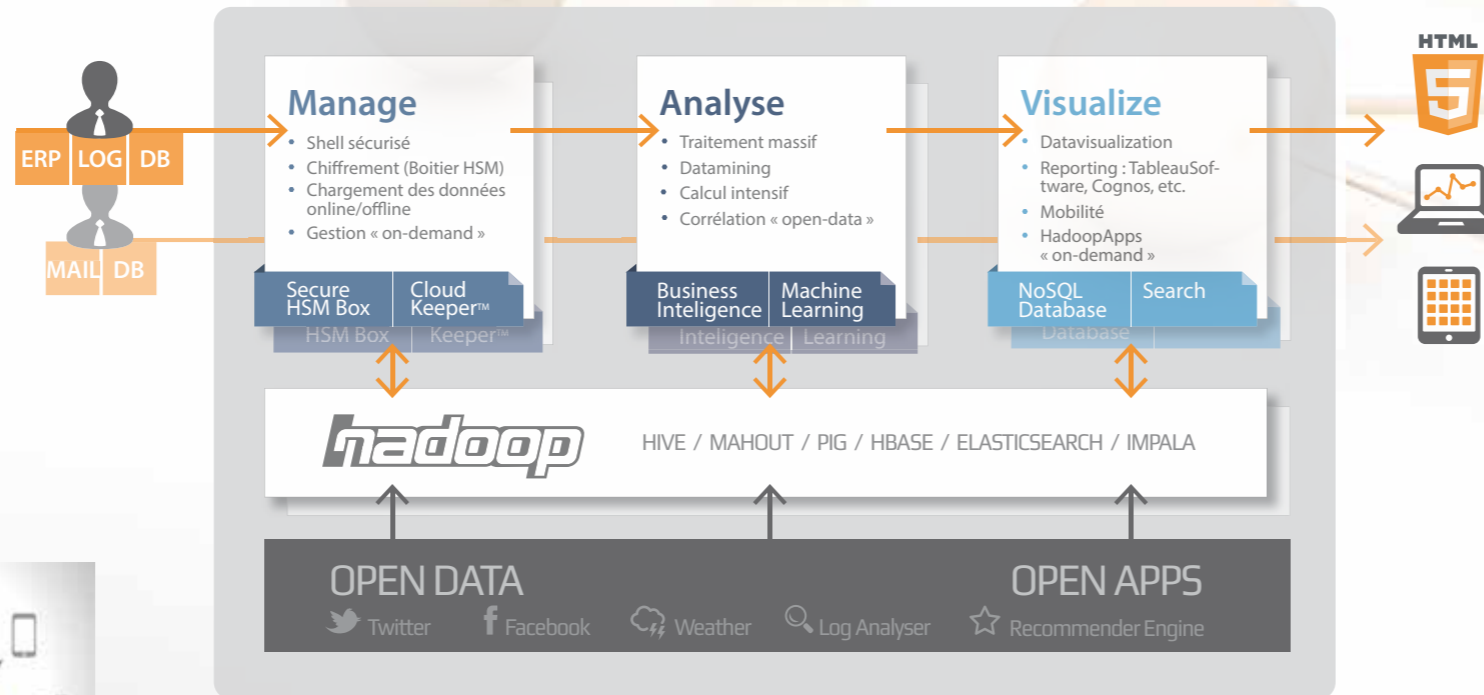 HTML
5
ERP LOG DB
MAIL DB
Manage
• Shell sécurisé
• Chiffrement (Boitier HSM)
• Chargement des données
online/offline
• Gestion « on-demand »
Secure
HSM Box
Cloud
Keeper™
HSM Box
Keeper™
Analyse
• Traitement massif
• Datamining
• Calcul intensif
• Corrélation « open-data »
Business
Inteligence
Machine
Learning
Inteligence
Learning
Visualize
• Datavisualization
• Reporting : TableauSof-
tware, Cognos, etc.
• Mobilité
• HadoopApps
« on-demand »
NoSQL
Database
Search
Database
hadoop
HIVE / MAHOUT / PIG / HBASE / ELASTICSEARCH / IMPALA
OPEN DATA
OPEN APPS
Twitter
f Facebook
Weather
Log Analyser
Recommender Engine